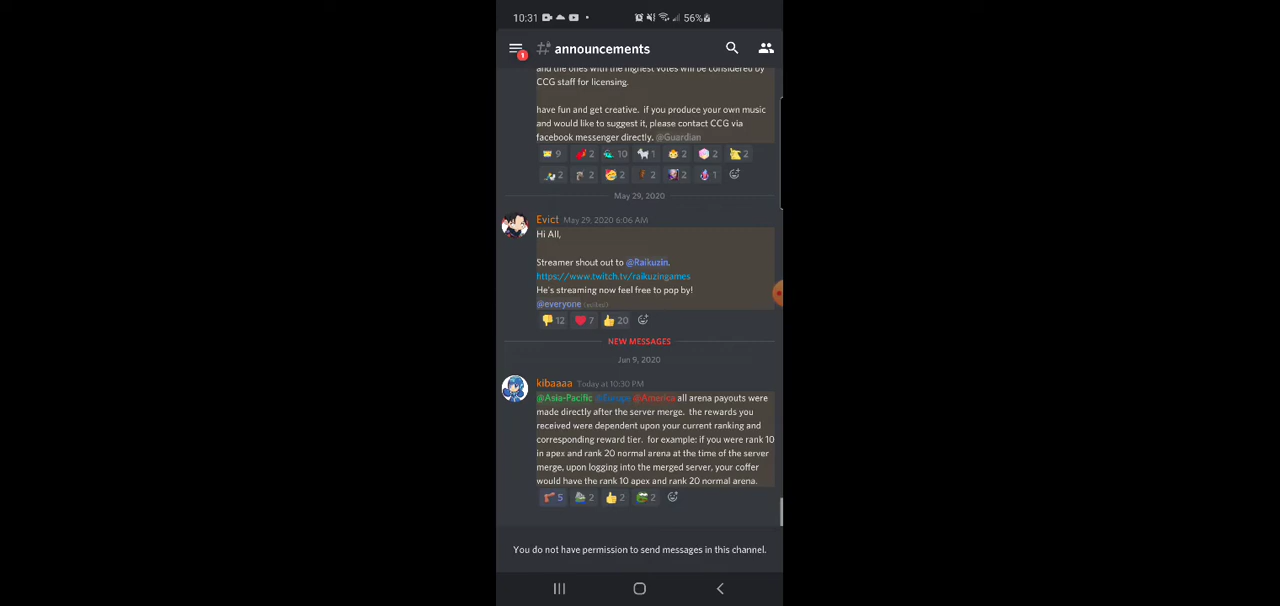 10:31 56%
1 announcements
and the ones with the highest votes will be considered by
CCG staff for licensing.
have fun and get creative. if you produce your own music
and would like to suggest it, please contact CCG via
facebook messenger directly. @Guardian
9 2 10 1 2 2 2
2 2 2 2 2 1
May 29, 2020
Evict May 29, 2020 6:06 AM
Hi All,
Streamer shout out to @Raikuzin.
https://www.twitch.tv/raikuzingames
He's streaming now feel free to pop by!
@everyone (edited)
12 7 20
NEW MESSAGES
Jun 9, 2020
kibaaaa Today at 10:30 PM
@Asia-Pacific @Europe @America all arena payouts were
made directly after the server merge. the rewards you
received were dependent upon your current ranking and
corresponding reward tier. for example: if you were rank 10
in apex and rank 20 normal arena at the time of the server
merge, upon logging into the merged server, your coffer
would have the rank 10 apex and rank 20 normal arena.
5 2 2 2
You do not have permission to send messages in this channel.